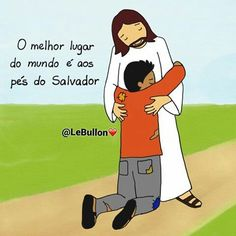 O melhor lugar
do mundo é aos
pés do Salvador
@LeBullon❤